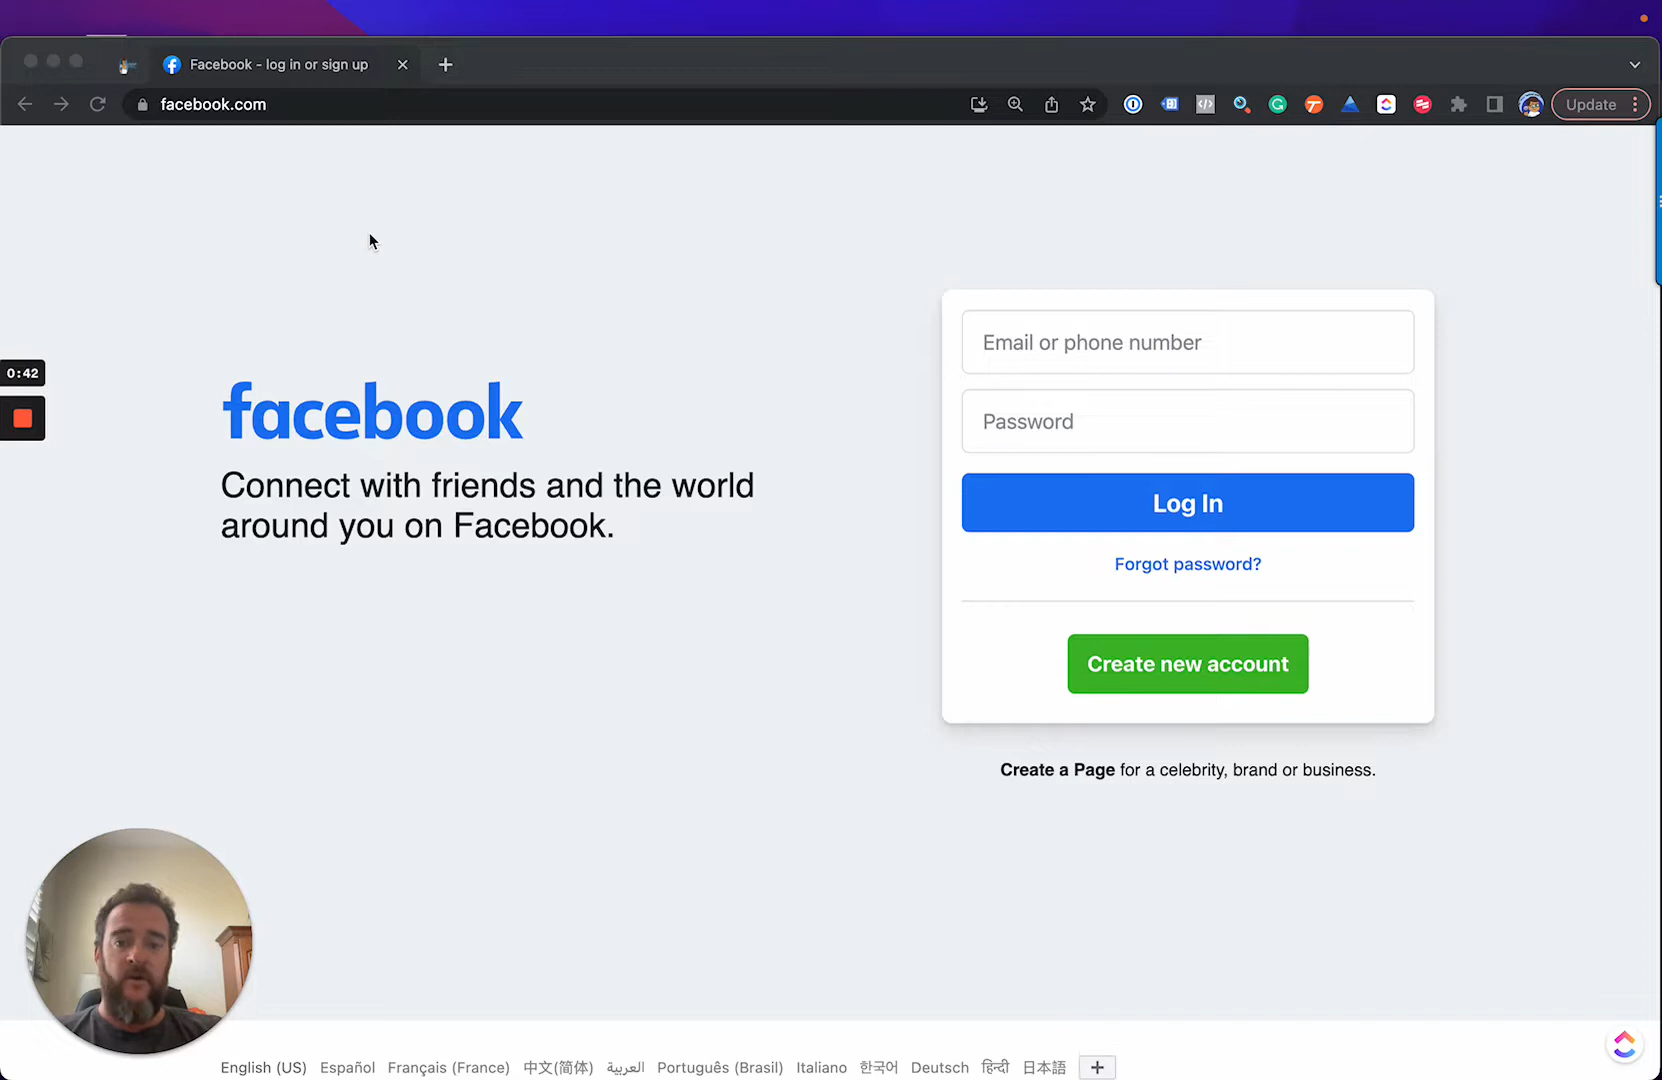 Facebook - log in or sign up
facebook.com
Update
Email or phone number
0:42
facebook
Password
Connect with friends and the world
around you on Facebook.
Log In
Forgot password?
Create new account
Create a Page for a celebrity, brand or business.
English (US) Español Français (France) 中文(简体) العربية Português (Brasil) Italiano 한국어 Deutsch हिन्दी 日本語